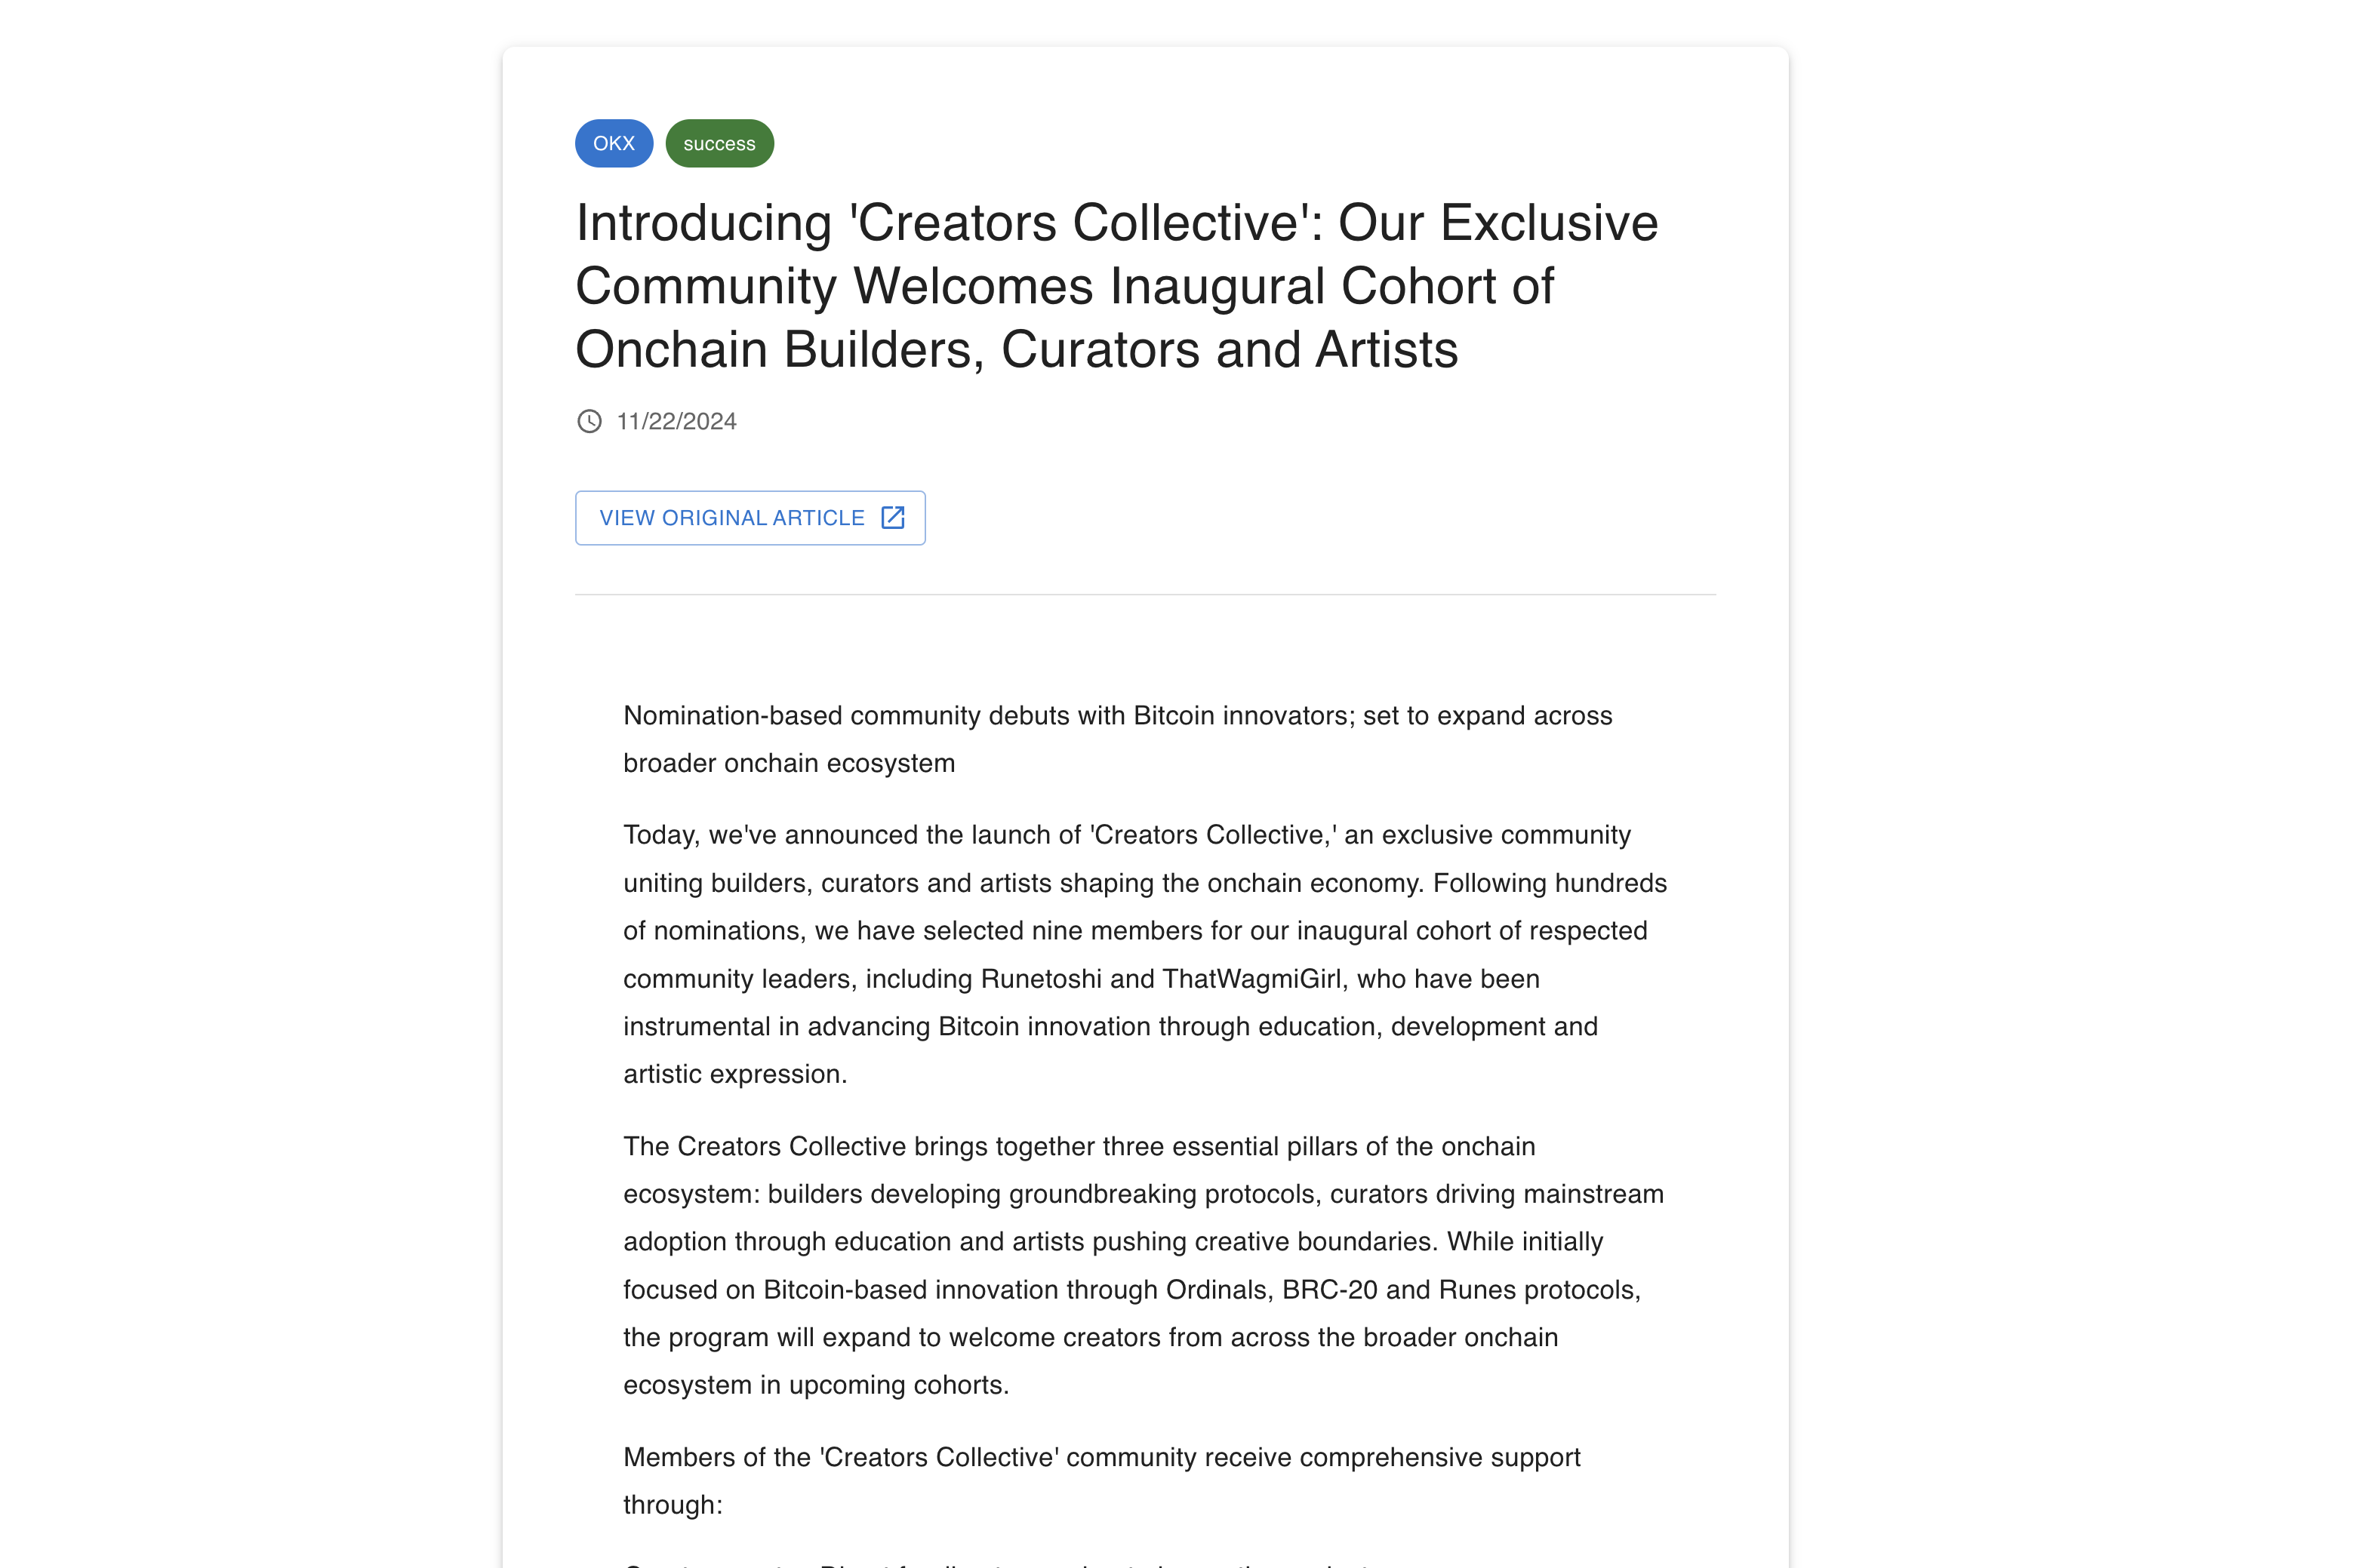 OKX
success
Introducing 'Creators Collective': Our Exclusive
Community Welcomes Inaugural Cohort of
Onchain Builders, Curators and Artists
11/22/2024
VIEW ORIGINAL ARTICLE
Nomination-based community debuts with Bitcoin innovators; set to expand across
broader onchain ecosystem
Today, we've announced the launch of 'Creators Collective,' an exclusive community
uniting builders, curators and artists shaping the onchain economy. Following hundreds
of nominations, we have selected nine members for our inaugural cohort of respected
community leaders, including Runetoshi and ThatWagmiGirl, who have been
instrumental in advancing Bitcoin innovation through education, development and
artistic expression.
The Creators Collective brings together three essential pillars of the onchain
ecosystem: builders developing groundbreaking protocols, curators driving mainstream
adoption through education and artists pushing creative boundaries. While initially
focused on Bitcoin-based innovation through Ordinals, BRC-20 and Runes protocols,
the program will expand to welcome creators from across the broader onchain
ecosystem in upcoming cohorts.
Members of the 'Creators Collective' community receive comprehensive support
through: